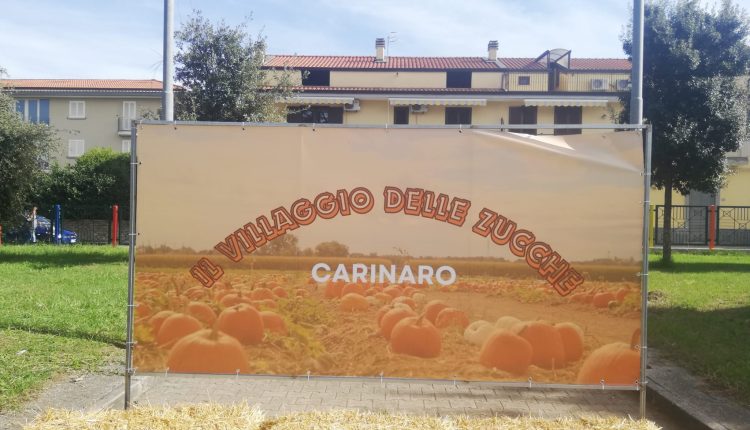 IL VILLAGGIO DELLE ZUCCHE
CARINARO